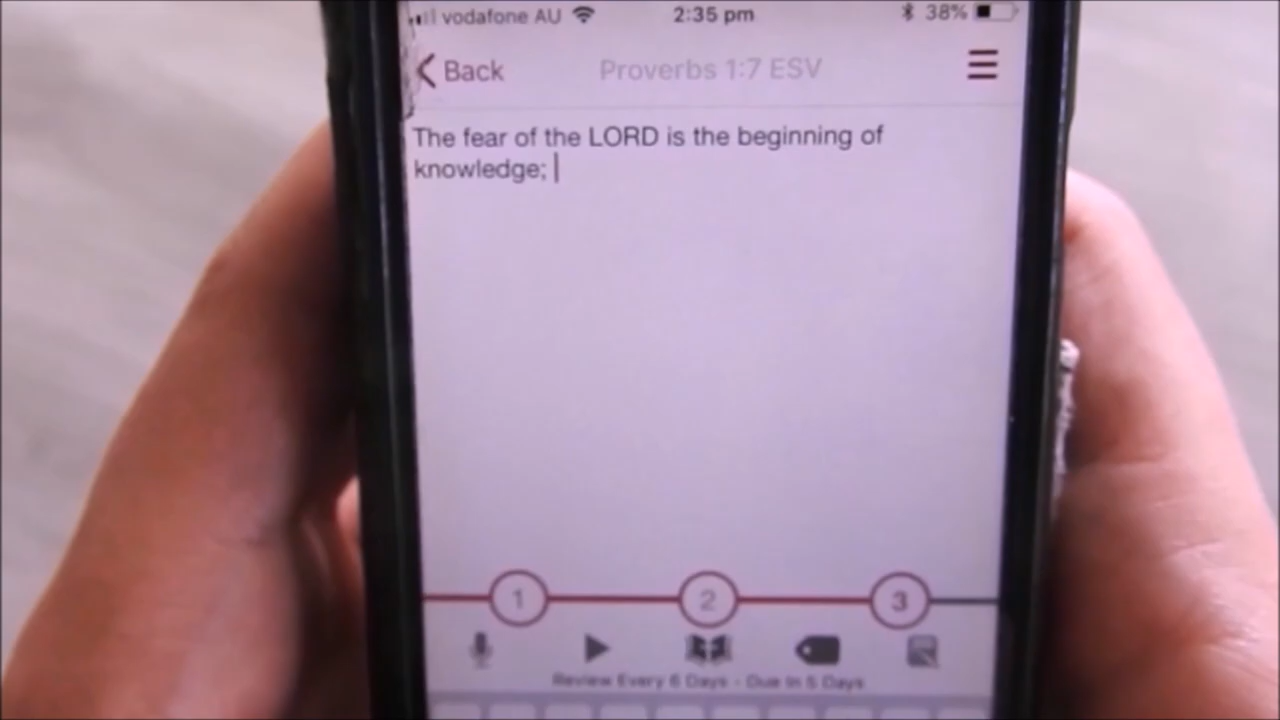 vodafone AU 2:35 pm 38%
Back Proverbs 1:7 ESV
The fear of the LORD is the beginning of
knowledge;
1 2 3
Review Every 6 Days - Due In 5 Days